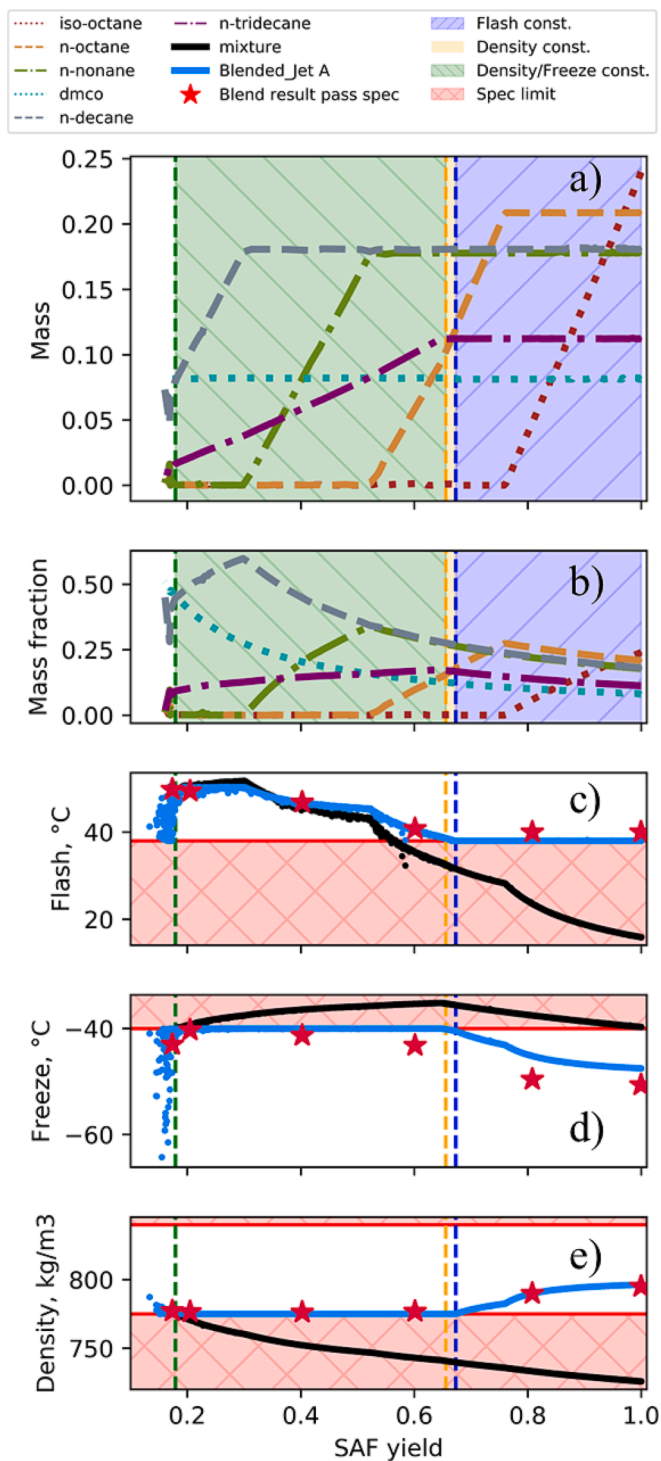 iso-octane
n-octane
n-nonane
dmco
n-decane
n-tridecane
mixture
Blended_Jet A
Blend result pass spec
Flash const.
Density const.
Density/Freeze const.
Spec limit
a)
Mass
0.25
0.20
0.15
0.10
0.05
0.00
b)
Mass fraction
0.50
0.25
0.00
c)
Flash, °C
40
20
d)
Freeze, °C
−40
−60
e)
Density, kg/m3
800
750
0.2 0.4 0.6 0.8 1.0
SAF yield